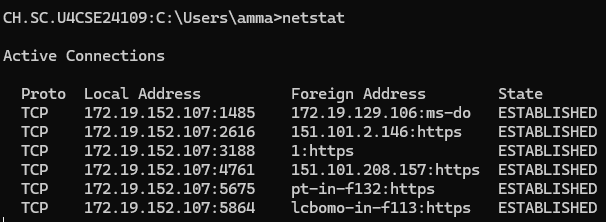 CH.SC.U4CSE24109:C:\Users\amma>netstat
Active Connections
Proto Local Address Foreign Address State
TCP 172.19.152.107:1485 172.19.129.106:ms-do ESTABLISHED
TCP 172.19.152.107:2616 151.101.2.146:https ESTABLISHED
TCP 172.19.152.107:3188 1:https ESTABLISHED
TCP 172.19.152.107:4761 151.101.208.157:https ESTABLISHED
TCP 172.19.152.107:5675 pt-in-f132:https ESTABLISHED
TCP 172.19.152.107:5864 lcbomo-in-f113:https ESTABLISHED